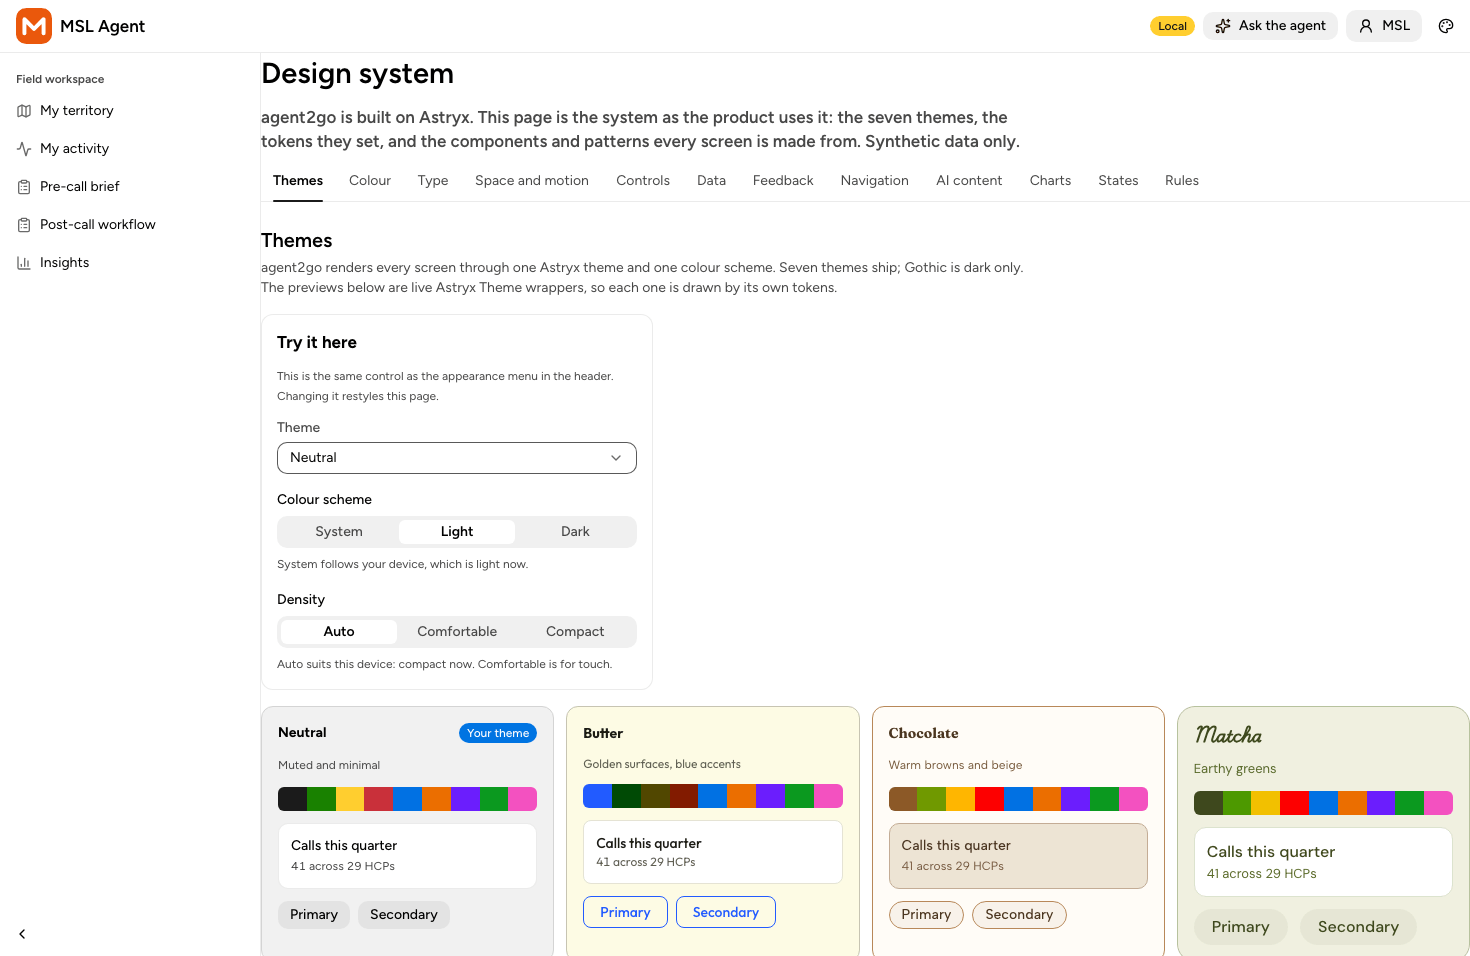 MSL Agent
Local
Ask the agent
MSL
Field workspace
My territory
My activity
Pre-call brief
Post-call workflow
Insights
Design system
agent2go is built on Astryx. This page is the system as the product uses it: the seven themes, the
tokens they set, and the components and patterns every screen is made from. Synthetic data only.
Themes Colour Type Space and motion Controls Data Feedback Navigation AI content Charts States Rules
Themes
agent2go renders every screen through one Astryx theme and one colour scheme. Seven themes ship; Gothic is dark only.
The previews below are live Astryx Theme wrappers, so each one is drawn by its own tokens.
Try it here
This is the same control as the appearance menu in the header.
Changing it restyles this page.
Theme
Neutral
Colour scheme
System Light Dark
System follows your device, which is light now.
Density
Auto Comfortable Compact
Auto suits this device: compact now. Comfortable is for touch.
Neutral
Your theme
Muted and minimal
Calls this quarter
41 across 29 HCPs
Primary Secondary
Butter
Golden surfaces, blue accents
Calls this quarter
41 across 29 HCPs
Primary Secondary
Chocolate
Warm browns and beige
Calls this quarter
41 across 29 HCPs
Primary Secondary
Matcha
Earthy greens
Calls this quarter
41 across 29 HCPs
Primary Secondary